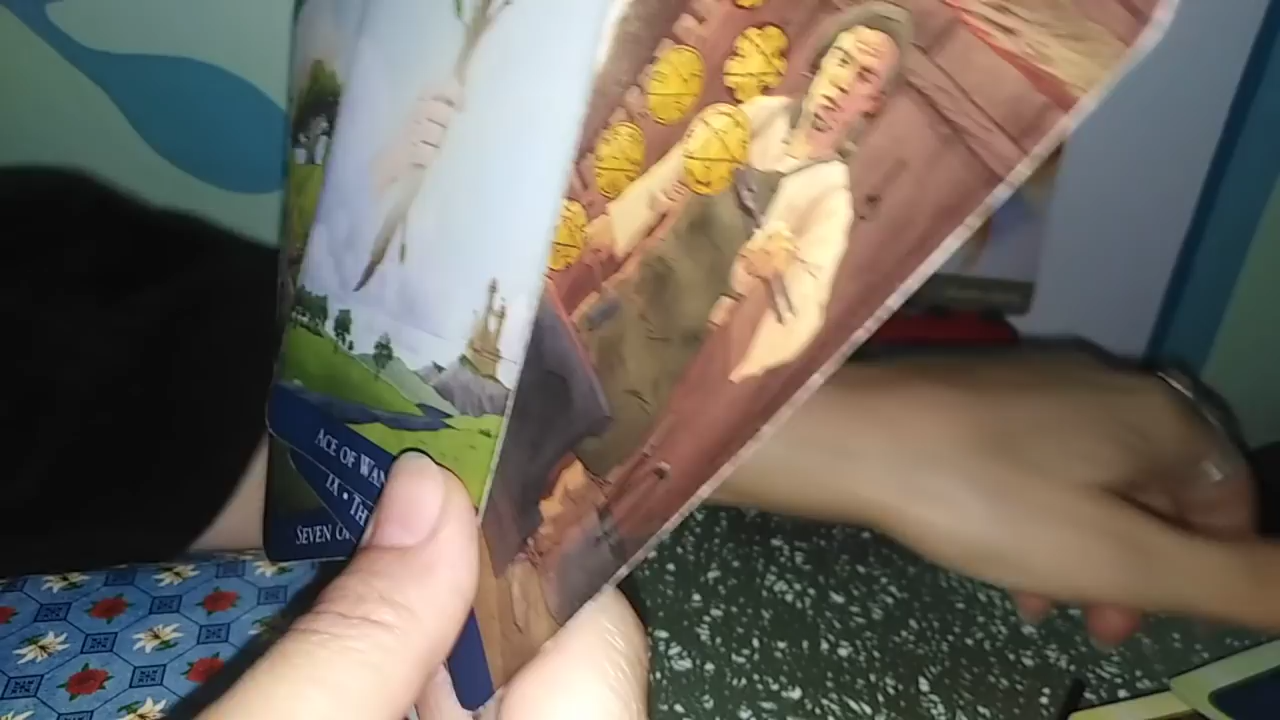 ACE OF WAN
IX • TH
SEVEN O